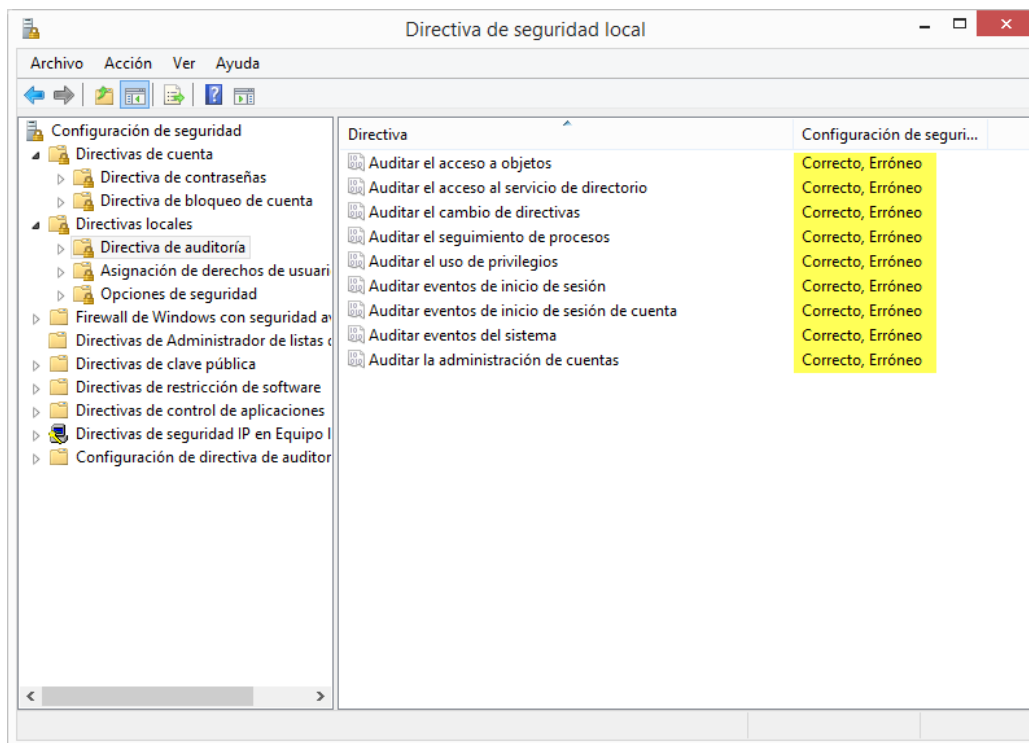 Directiva de seguridad local
Archivo Acción Ver Ayuda
Configuración de seguridad
Directivas de cuenta
Directiva de contraseñas
Directiva de bloqueo de cuenta
Directivas locales
Directiva de auditoría
Asignación de derechos de usuari
Opciones de seguridad
Firewall de Windows con seguridad av
Directivas de Administrador de listas d
Directivas de clave pública
Directivas de restricción de software
Directivas de control de aplicaciones
Directivas de seguridad IP en Equipo l
Configuración de directiva de auditor
Directiva Configuración de seguri...
Auditar el acceso a objetos Correcto, Erróneo
Auditar el acceso al servicio de directorio Correcto, Erróneo
Auditar el cambio de directivas Correcto, Erróneo
Auditar el seguimiento de procesos Correcto, Erróneo
Auditar el uso de privilegios Correcto, Erróneo
Auditar eventos de inicio de sesión Correcto, Erróneo
Auditar eventos de inicio de sesión de cuenta Correcto, Erróneo
Auditar eventos del sistema Correcto, Erróneo
Auditar la administración de cuentas Correcto, Erróneo